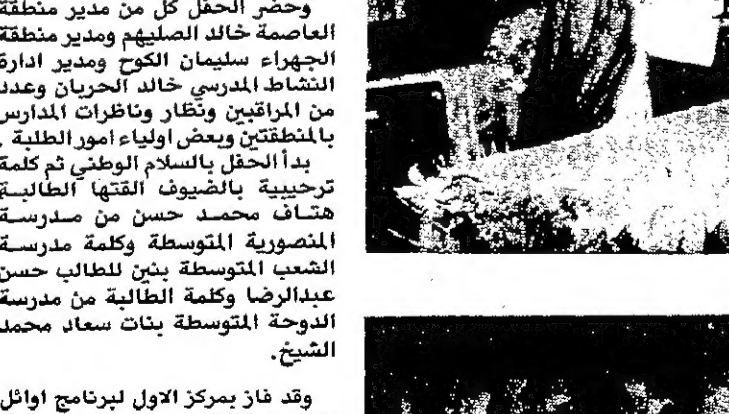 وحضر الحفل كل من مدير منطقة
العاصمة خالد الصليهم ومدير منطقة
الجهراء سليمان الكوح ومدير ادارة
النشاط المدرسي خالد الحربان وعدد
من المراقبين ونظار وناظرات المدارس
بالمنطقتين وبعض اولياء امور الطلبة .
بدأ الحفل بالسلام الوطني ثم كلمة
ترحيبية بالضيوف القتها الطالبة
هتاف محمد حسن من مدرسة
المنصورية المتوسطة وكلمة مدرسة
الشعب المتوسطة بنين للطالب حسن
عبدالرضا وكلمة الطالبة من مدرسة
الدوحة المتوسطة بنات سعاد محمد
الشيخ.
وقد فاز بمركز الاول لبرنامج اوائل